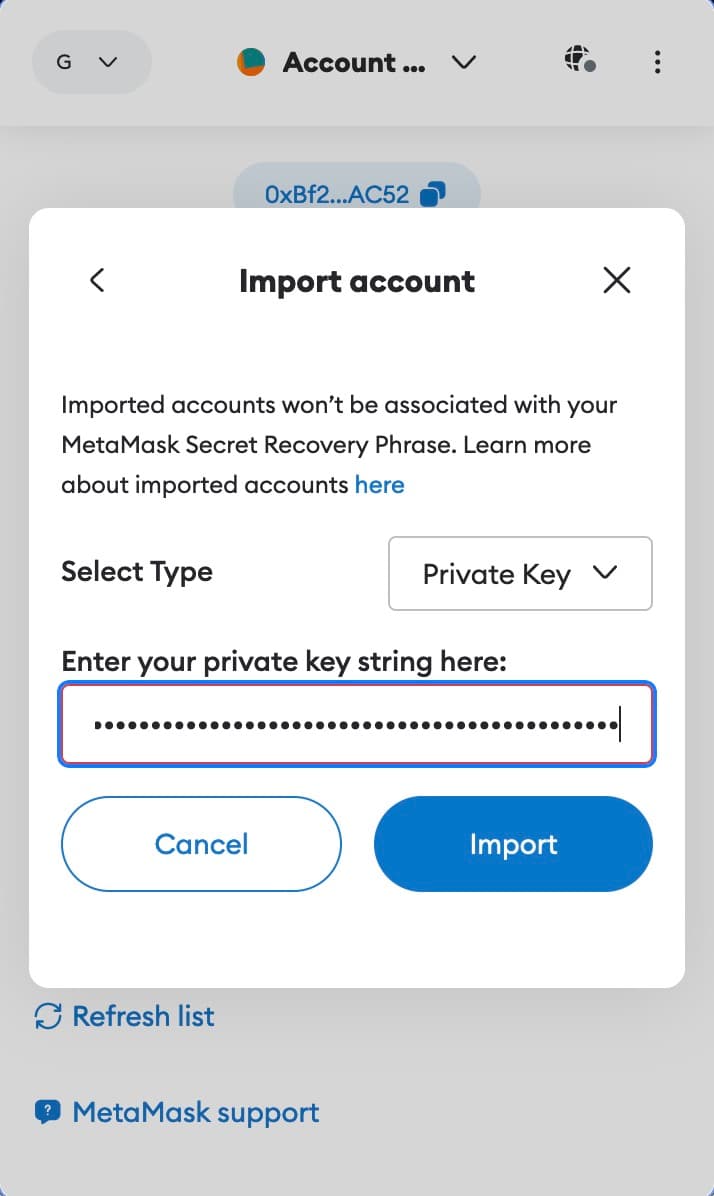 G
Account ...
0xBf2...AC52
Import account
Imported accounts won’t be associated with your
MetaMask Secret Recovery Phrase. Learn more
about imported accounts here
Select Type
Private Key
Enter your private key string here:
Cancel
Import
Refresh list
MetaMask support